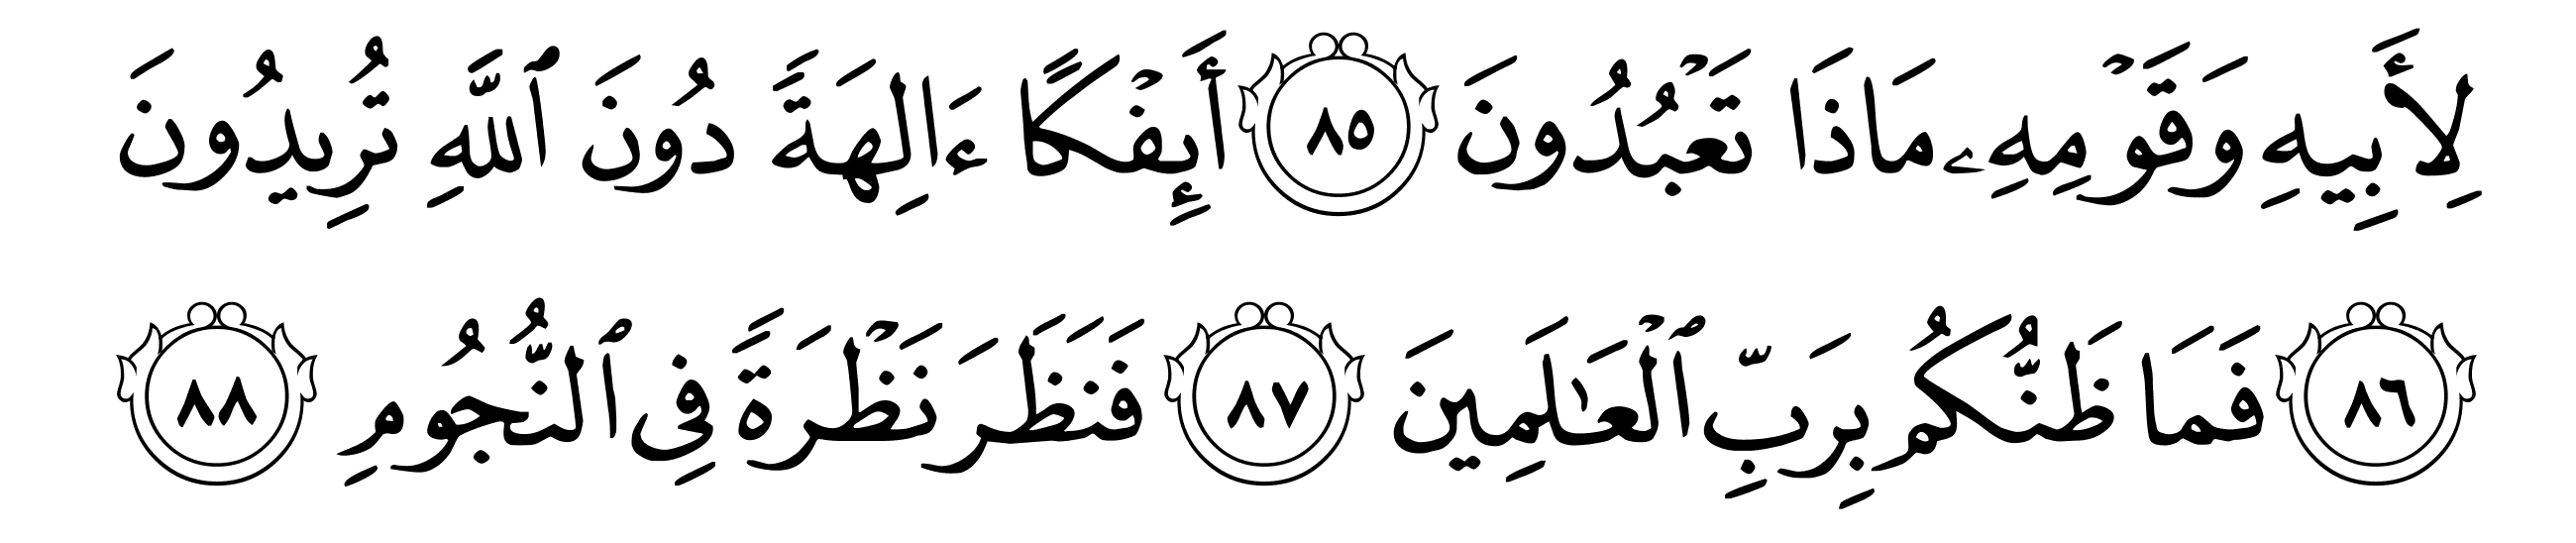 لِأَبِيهِ وَقَوْمِهِۦ مَاذَا تَعْبُدُونَ ٨٥ أَئِفْكًا ءَالِهَةً دُونَ ٱللَّهِ تُرِيدُونَ
٨٦ فَمَا ظَنُّكُم بِرَبِّ ٱلْعَٰلَمِينَ ٨٧ فَنَظَرَ نَظْرَةً فِي ٱلنُّجُومِ ٨٨